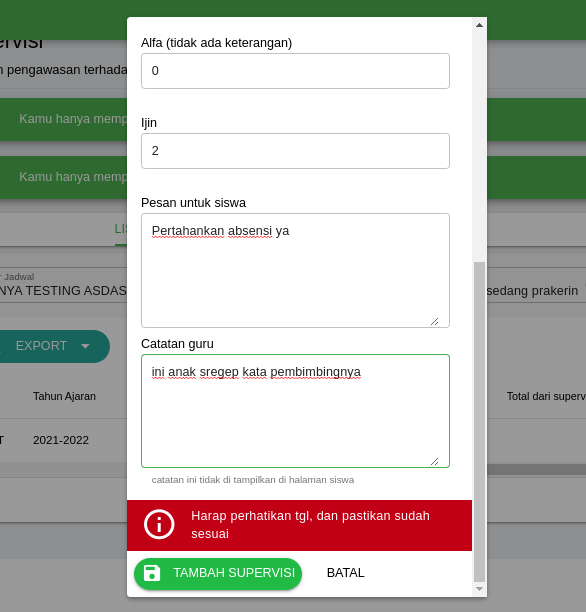 ervisi
n pengawasan terhada
Kamu hanya memp
Kamu hanya memp
LIS
r Jadwal
NYA TESTING ASDAS
sedang prakerin
EXPORT
Tahun Ajaran
Total dari superv
T
2021-2022
Alfa (tidak ada keterangan)
0
Ijin
2
Pesan untuk siswa
Pertahankan absensi ya
Catatan guru
ini anak sregep kata pembimbingnya
catatan ini tidak di tampilkan di halaman siswa
Harap perhatikan tgl, dan pastikan sudah
sesuai
TAMBAH SUPERVISI
BATAL